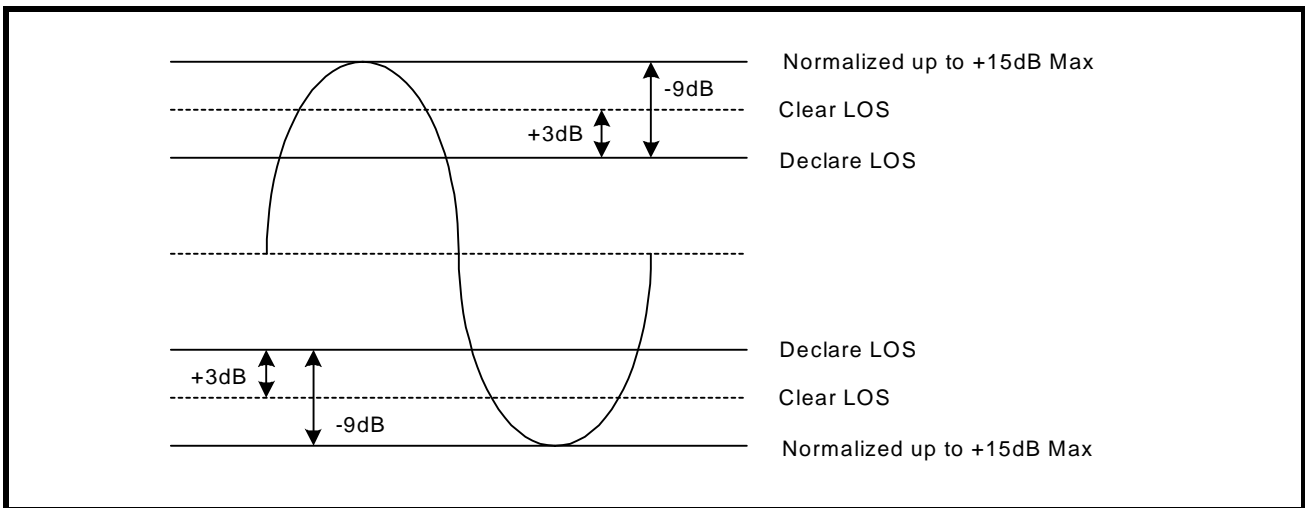 Normalized up to +15dB Max
-9dB
Clear LOS
+3dB
Declare LOS
Declare LOS
+3dB
Clear LOS
-9dB
Normalized up to +15dB Max